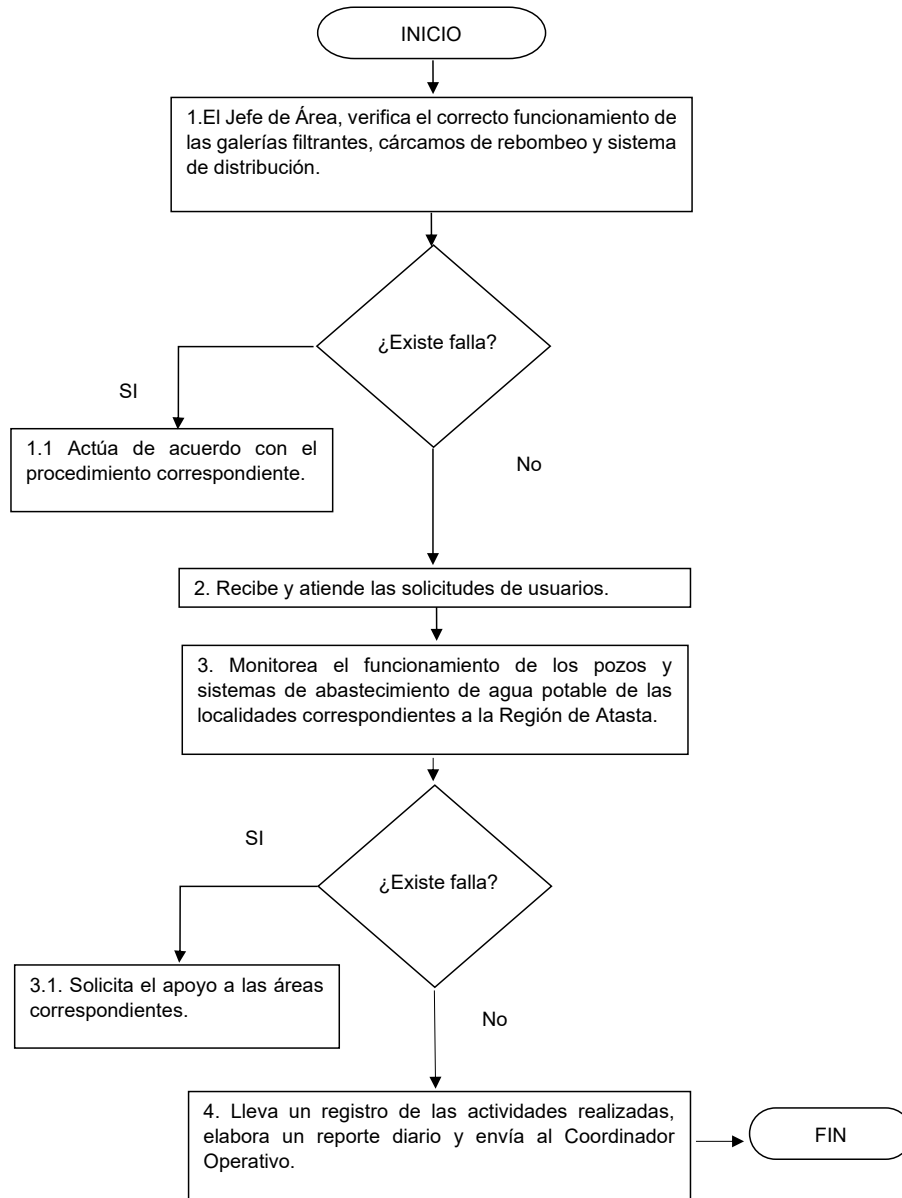 INICIO
1.El Jefe de Área, verifica el correcto funcionamiento de
las galerías filtrantes, cárcamos de rebombeo y sistema
de distribución.
¿Existe falla?
SI
1.1 Actúa de acuerdo con el
procedimiento correspondiente.
No
2. Recibe y atiende las solicitudes de usuarios.
3. Monitorea el funcionamiento de los pozos y
sistemas de abastecimiento de agua potable de las
localidades correspondientes a la Región de Atasta.
SI
¿Existe falla?
3.1. Solicita el apoyo a las áreas
correspondientes.
No
4. Lleva un registro de las actividades realizadas,
elabora un reporte diario y envía al Coordinador
Operativo.
FIN